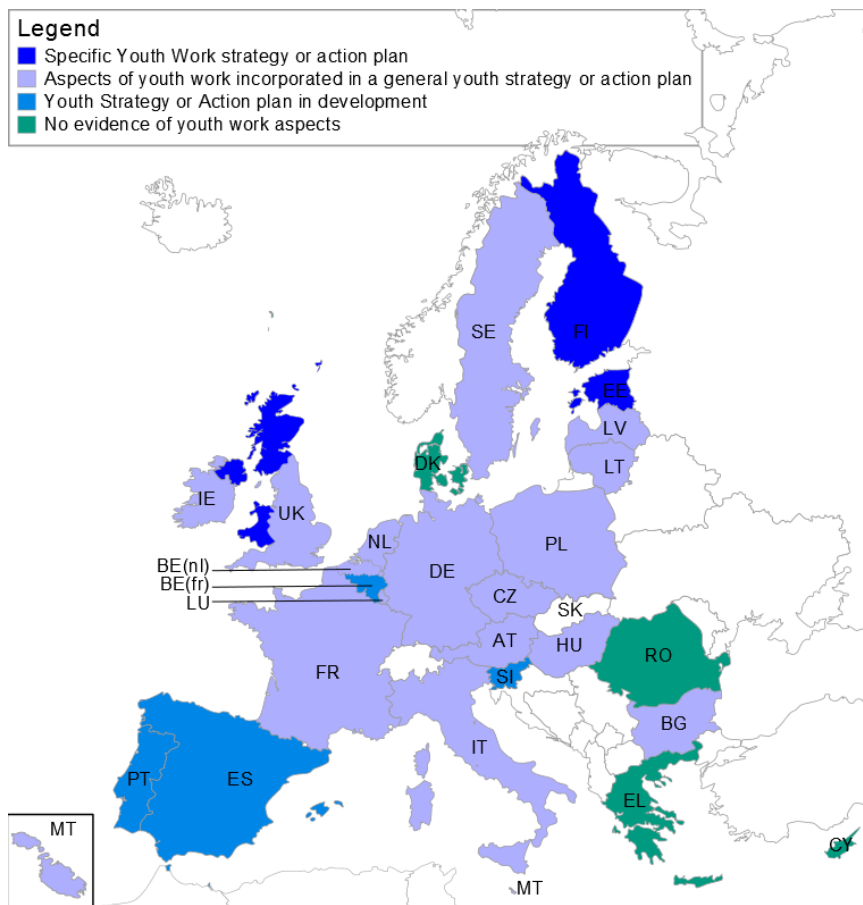 Legend
Specific Youth Work strategy or action plan
Aspects of youth work incorporated in a general youth strategy or action plan
Youth Strategy or Action plan in development
No evidence of youth work aspects
FI
SE
EE
LV
DK
LT
IE
UK
NL
PL
BE(nl)
DE
BE(fr)
CZ
LU
SK
AT
HU
RO
FR
SI
BG
IT
PT
ES
EL
MT
CY
MT